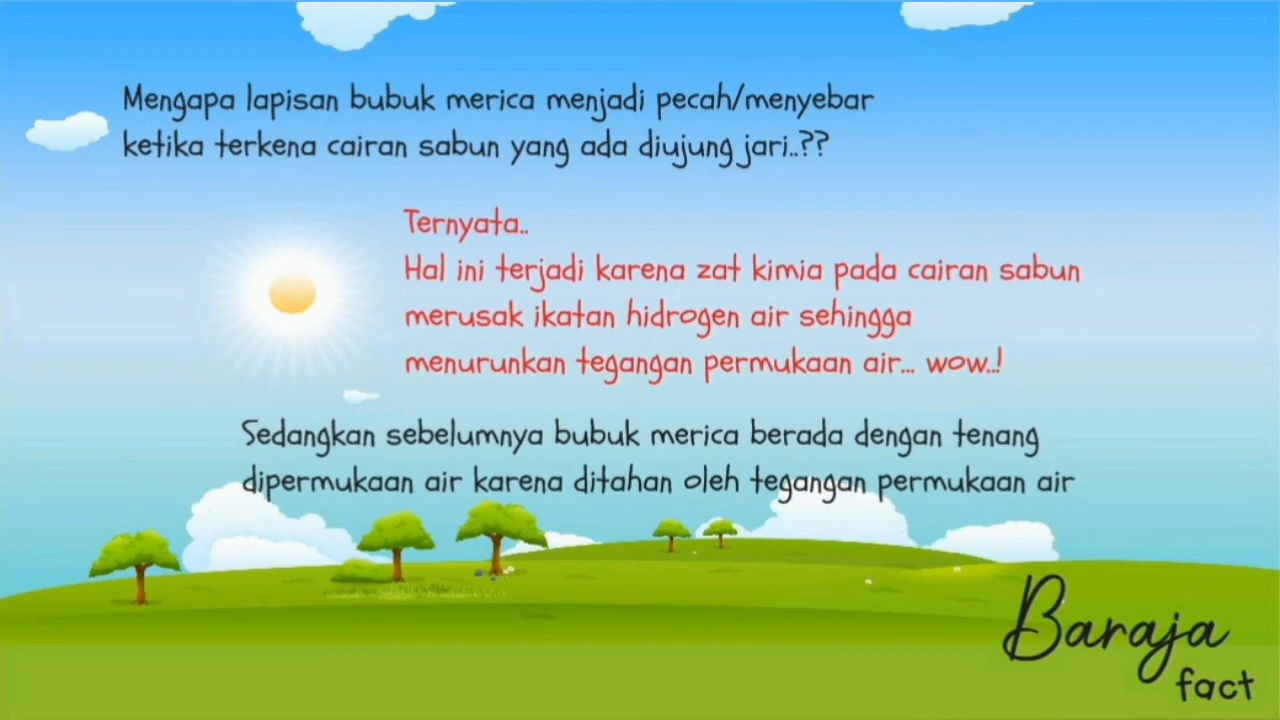 Mengapa lapisan bubuk merica menjadi pecah/menyebar
ketika terkena cairan sabun yang ada diujung jari..??
Ternyata..
Hal ini terjadi karena zat kimia pada cairan sabun
merusak ikatan hidrogen air sehingga
menurunkan tegangan permukaan air... wow..!
Sedangkan sebelumnya bubuk merica berada dengan tenang
dipermukaan air karena ditahan oleh tegangan permukaan air
Baraja
fact